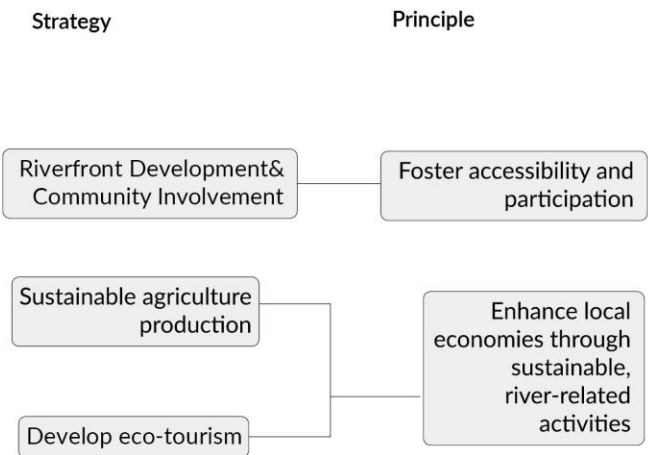 Strategy
Principle
Riverfront Development&
Community Involvement
Foster accessibility and
participation
Sustainable agriculture
production
Enhance local
economies through
sustainable,
river-related
activities
Develop eco-tourism